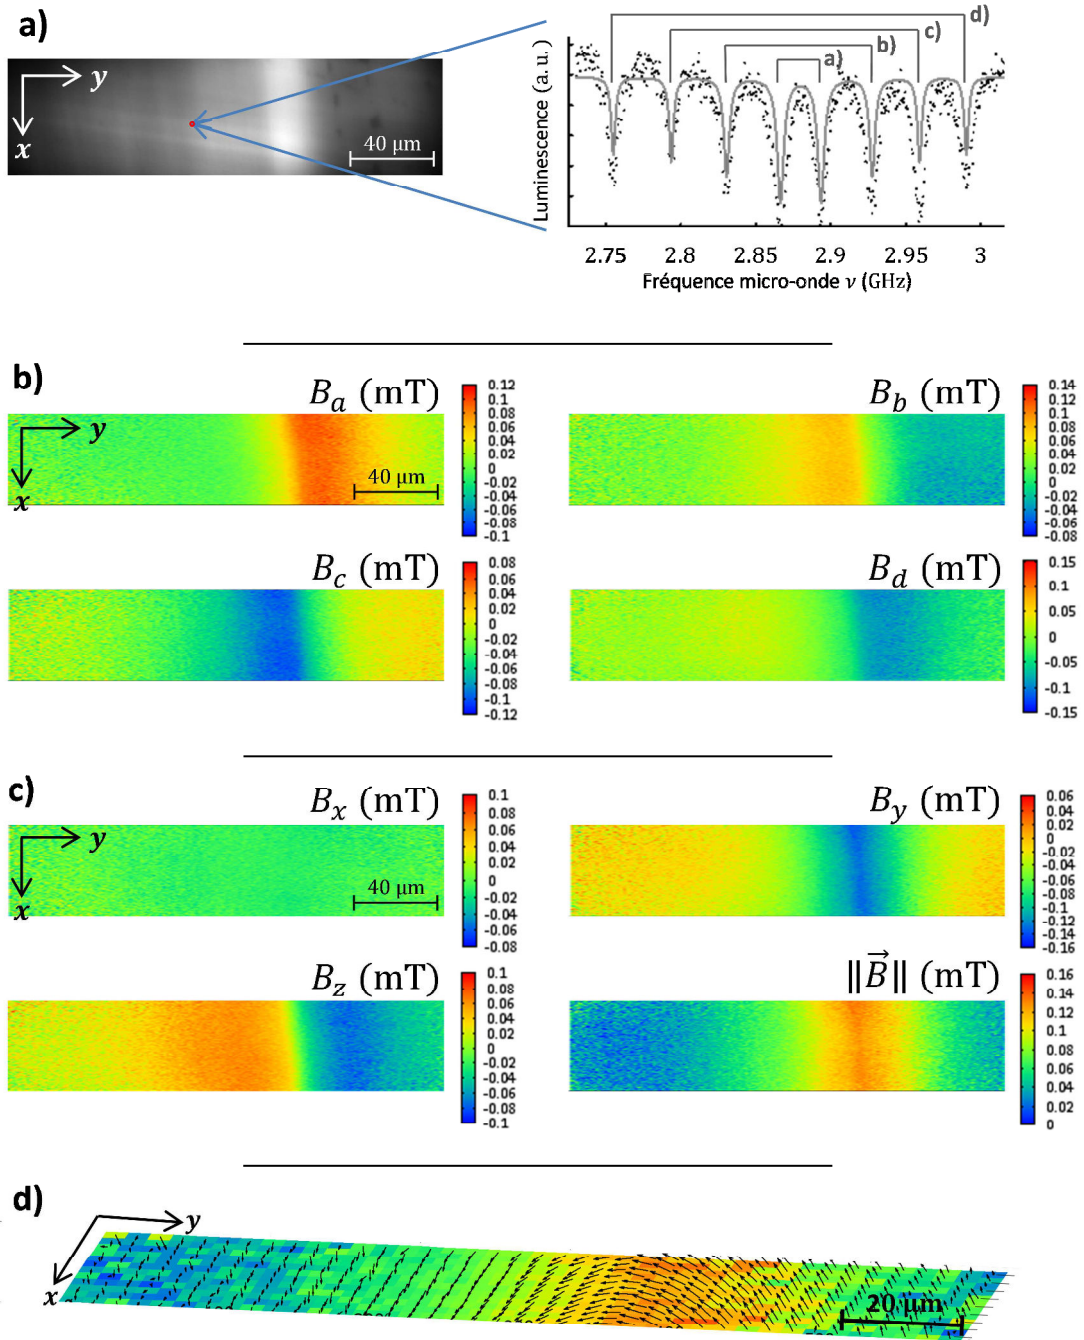 a)
y
x
40 µm
Luminescence (a. u.)
d)
c)
b)
a)
2.75 2.8 2.85 2.9 2.95 3
Fréquence micro-onde ν (GHz)
b)
B_a (mT)
y
x
40 µm
0.12
0.1
0.08
0.06
0.04
0.02
0
-0.02
-0.04
-0.06
-0.08
-0.1
B_b (mT)
0.14
0.12
0.1
0.08
0.06
0.04
0.02
0
-0.02
-0.04
-0.06
-0.08
B_c (mT)
0.08
0.06
0.04
0.02
0
-0.02
-0.04
-0.06
-0.08
-0.1
-0.12
B_d (mT)
0.15
0.1
0.05
0
-0.05
-0.1
-0.15
c)
B_x (mT)
y
x
40 µm
0.1
0.08
0.06
0.04
0.02
0
-0.02
-0.04
-0.06
-0.08
B_y (mT)
0.06
0.04
0.02
0
-0.02
-0.04
-0.06
-0.08
-0.1
-0.12
-0.14
-0.16
B_z (mT)
0.1
0.08
0.06
0.04
0.02
0
-0.02
-0.04
-0.06
-0.08
-0.1
‖B⃗‖ (mT)
0.16
0.14
0.12
0.1
0.08
0.06
0.04
0.02
0
d)
y
x
20 µm